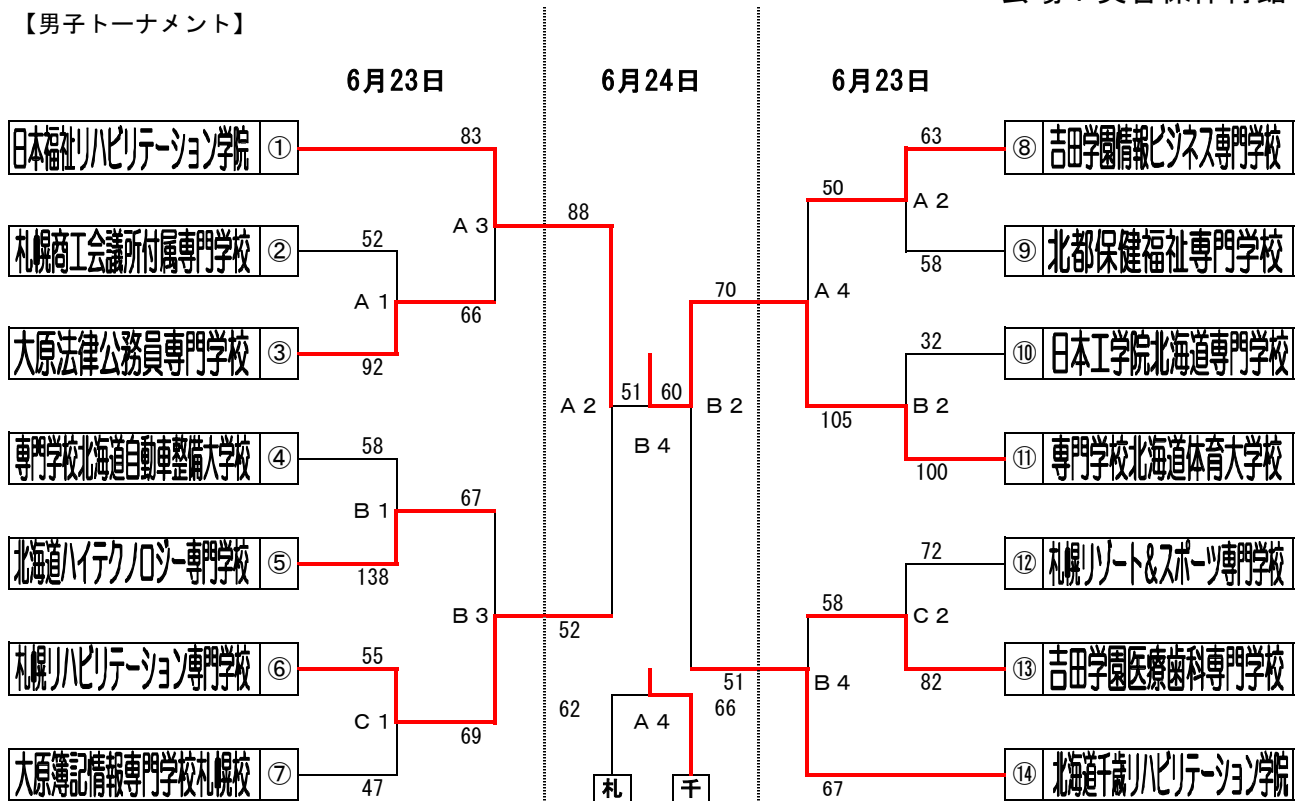 【男子トーナメント】
6月23日
6月24日
6月23日
日本福祉リハビリテーション学院 ①
札幌商工会議所付属専門学校 ②
大原法律公務員専門学校 ③
専門学校北海道自動車整備大学校 ④
北海道ハイテクノロジー専門学校 ⑤
札幌リハビリテーション専門学校 ⑥
大原簿記情報専門学校札幌校 ⑦
52
A 1
92
58
B 1
138
55
C 1
47
83
A 3
66
67
B 3
69
88
A 2
52
51
60
B 4
70
B 2
51
62
A 4
66
札
千
50
A 4
105
58
B 4
67
63
A 2
58
32
B 2
100
72
C 2
82
⑧ 吉田学園情報ビジネス専門学校
⑨ 北都保健福祉専門学校
⑩ 日本工学院北海道専門学校
⑪ 専門学校北海道体育大学校
⑫ 札幌リゾート&スポーツ専門学校
⑬ 吉田学園医療歯科専門学校
⑭ 北海道千歳リハビリテーション学院